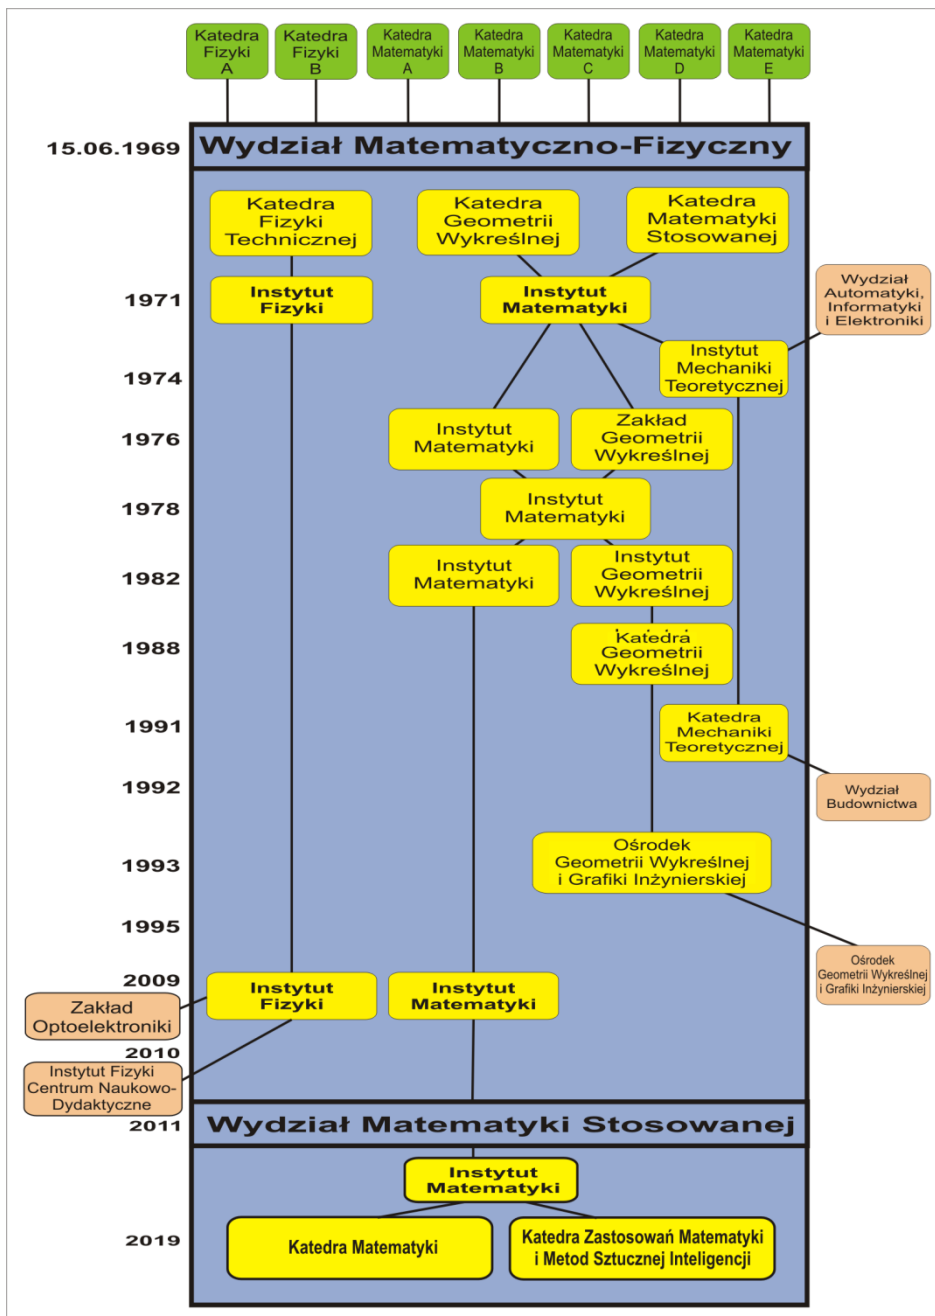 Katedra
Fizyki
A
Katedra
Fizyki
B
Katedra
Matematyki
A
Katedra
Matematyki
B
Katedra
Matematyki
C
Katedra
Matematyki
D
Katedra
Matematyki
E
15.06.1969
Wydział Matematyczno-Fizyczny
Katedra
Fizyki
Technicznej
Katedra
Geometrii
Wykreślnej
Katedra
Matematyki
Stosowanej
1971
Instytut
Fizyki
Instytut
Matematyki
Wydział
Automatyki,
Informatyki
i Elektroniki
1974
Instytut
Mechaniki
Teoretycznej
1976
Instytut
Matematyki
Zakład
Geometrii
Wykreślnej
1978
Instytut
Matematyki
1982
Instytut
Matematyki
Instytut
Geometrii
Wykreślnej
1988
Katedra
Geometrii
Wykreślnej
1991
Katedra
Mechaniki
Teoretycznej
1992
Wydział
Budownictwa
1993
Ośrodek
Geometrii Wykreślnej
i Grafiki Inżynierskiej
1995
Ośrodek
Geometrii Wykreślnej
i Grafiki Inżynierskiej
2009
Instytut
Fizyki
Instytut
Matematyki
Zakład
Optoelektroniki
2010
Instytut Fizyki
Centrum Naukowo-
Dydaktyczne
2011
Wydział Matematyki Stosowanej
Instytut
Matematyki
2019
Katedra Matematyki
Katedra Zastosowań Matematyki
i Metod Sztucznej Inteligencji